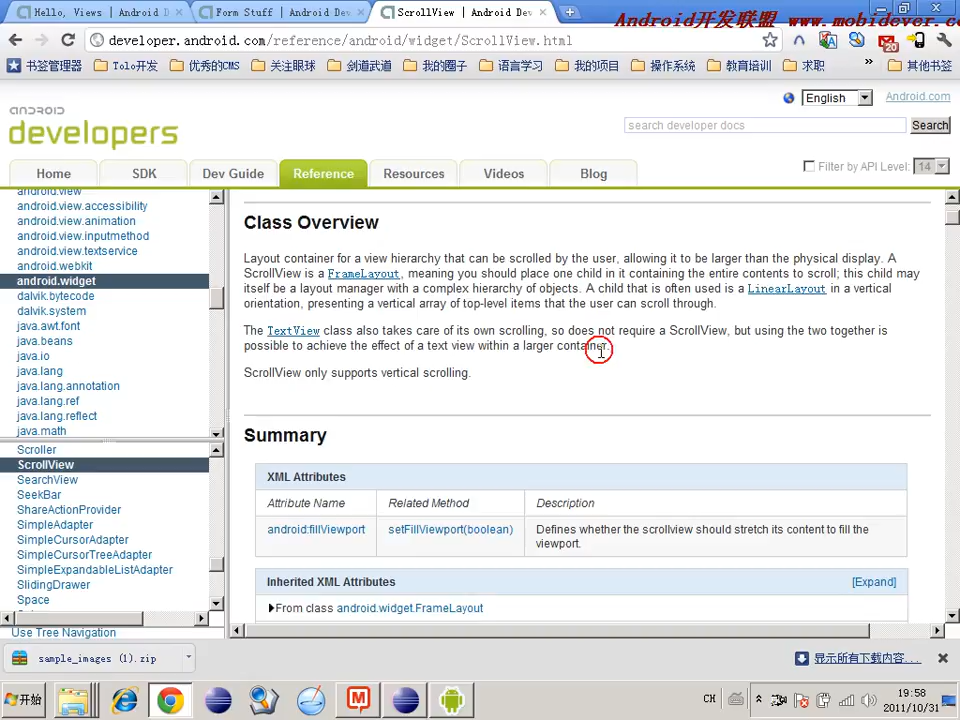 Hello, Views | Android D
Form Stuff | Android Dev
ScrollView | Android Dev
Android开发联盟 www.mobidever.co
developer.android.com/reference/android/widget/ScrollView.html
20
书签管理器 Tolo开发 优秀的CMS 关注眼球 剑道武道 我的圈子 语言学习 我的项目 操作系统 教育培训 求职 » 其他书签
android
developers
English
Android.com
search developer docs
Search
Home SDK Dev Guide Reference Resources Videos Blog
Filter by API Level: 14
android.view
android.view.accessibility
android.view.animation
android.view.inputmethod
android.view.textservice
android.webkit
android.widget
dalvik.bytecode
dalvik.system
java.awt.font
java.beans
java.io
java.lang
java.lang.annotation
java.lang.ref
java.lang.reflect
java.math
Scroller
ScrollView
SearchView
SeekBar
ShareActionProvider
SimpleAdapter
SimpleCursorAdapter
SimpleCursorTreeAdapter
SimpleExpandableListAdapter
SlidingDrawer
Space
Use Tree Navigation
Class Overview
Layout container for a view hierarchy that can be scrolled by the user, allowing it to be larger than the physical display. A
ScrollView is a FrameLayout, meaning you should place one child in it containing the entire contents to scroll; this child may
itself be a layout manager with a complex hierarchy of objects. A child that is often used is a LinearLayout in a vertical
orientation, presenting a vertical array of top-level items that the user can scroll through.
The TextView class also takes care of its own scrolling, so does not require a ScrollView, but using the two together is
possible to achieve the effect of a text view within a larger container.
ScrollView only supports vertical scrolling.
Summary
XML Attributes
Attribute Name Related Method Description
android:fillViewport setFillViewport(boolean) Defines whether the scrollview should stretch its content to fill the
viewport.
Inherited XML Attributes [Expand]
From class android.widget.FrameLayout
sample_images (1).zip
显示所有下载内容...
开始
CH
19:58
2011/10/31